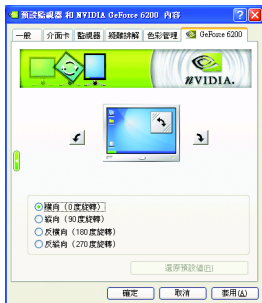 預設監視器 和 NVIDIA GeForce 6200 內容
一般 介面卡 監視器 疑難排解 色彩管理 GeForce 6200
NVIDIA.
橫向 (0度旋轉)
縱向 (90度旋轉)
反橫向 (180度旋轉)
反縱向 (270度旋轉)
還原預設值(E)
確定 取消 套用(A)